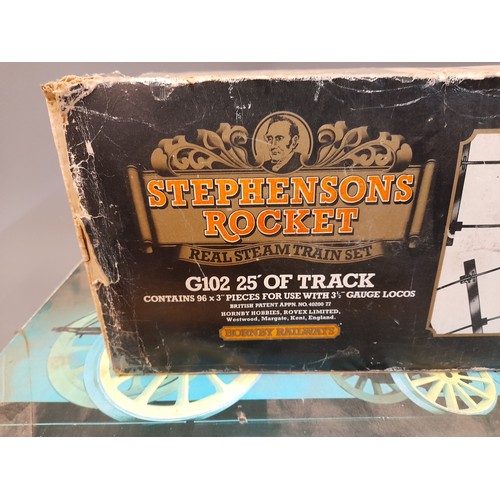 STEPHENSONS
ROCKET
REAL STEAM TRAIN SET
G102 25´ OF TRACK
CONTAINS 96 x 3˝ PIECES FOR USE WITH 3½˝ GAUGE LOCOS
BRITISH PATENT APPN. NO. 40200 77
HORNBY HOBBIES, ROVEX LIMITED,
Westwood, Margate, Kent, England.
HORNBY RAILWAYS